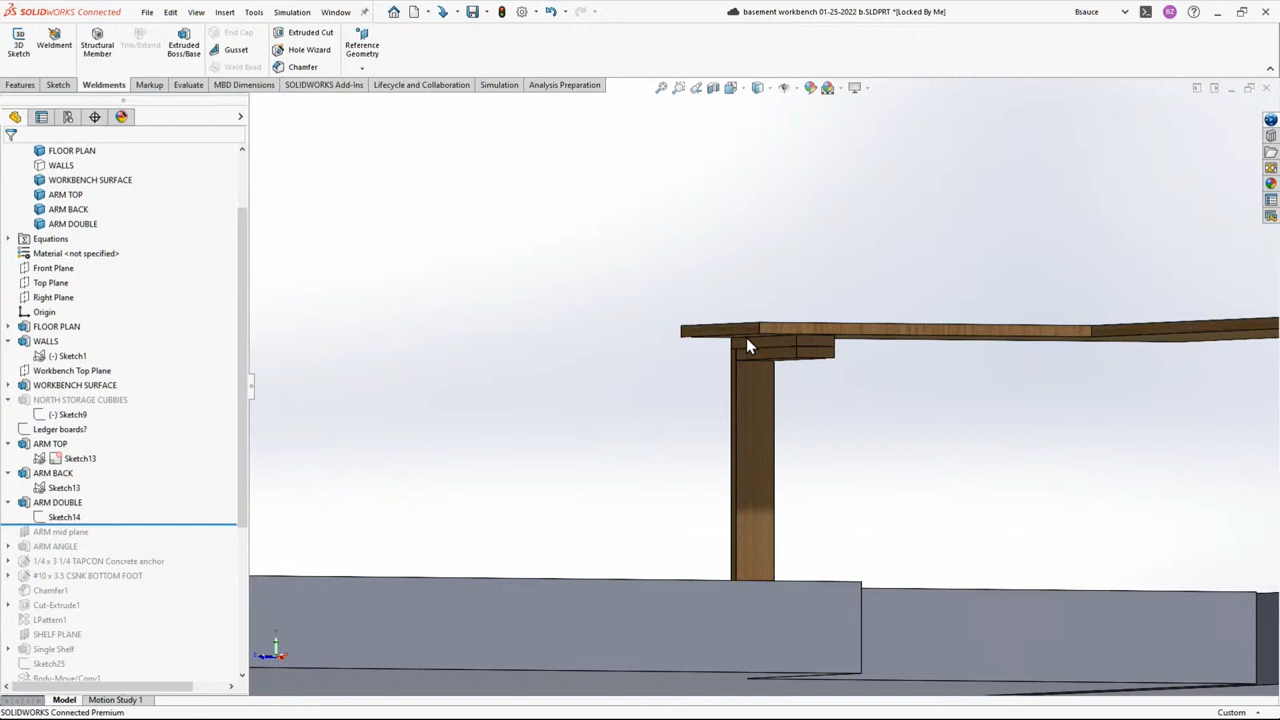 SOLIDWORKS Connected
File
Edit
View
Insert
Tools
Simulation
Window
basement workbench 01-25-2022 b.SLDPRT *[Locked By Me]
Bsauce
BZ
3D Sketch
Weldment
Structural Member
Trim/Extend
Extruded Boss/Base
End Cap
Gusset
Weld Bead
Extruded Cut
Hole Wizard
Chamfer
Reference Geometry
Features
Sketch
Weldments
Markup
Evaluate
MBD Dimensions
SOLIDWORKS Add-Ins
Lifecycle and Collaboration
Simulation
Analysis Preparation
FLOOR PLAN
WALLS
WORKBENCH SURFACE
ARM TOP
ARM BACK
ARM DOUBLE
Equations
Material <not specified>
Front Plane
Top Plane
Right Plane
Origin
FLOOR PLAN
WALLS
(-) Sketch1
Workbench Top Plane
WORKBENCH SURFACE
NORTH STORAGE CUBBIES
(-) Sketch9
Ledger boards?
ARM TOP
Sketch13
ARM BACK
Sketch13
ARM DOUBLE
Sketch14
ARM mid plane
ARM ANGLE
1/4 x 3 1/4 TAPCON Concrete anchor
#10 x 3.5 CSNK BOTTOM FOOT
Chamfer1
Cut-Extrude1
LPattern1
SHELF PLANE
Single Shelf
Sketch25
Body-Move/Copy1
Model
Motion Study 1
SOLIDWORKS Connected Premium
Custom